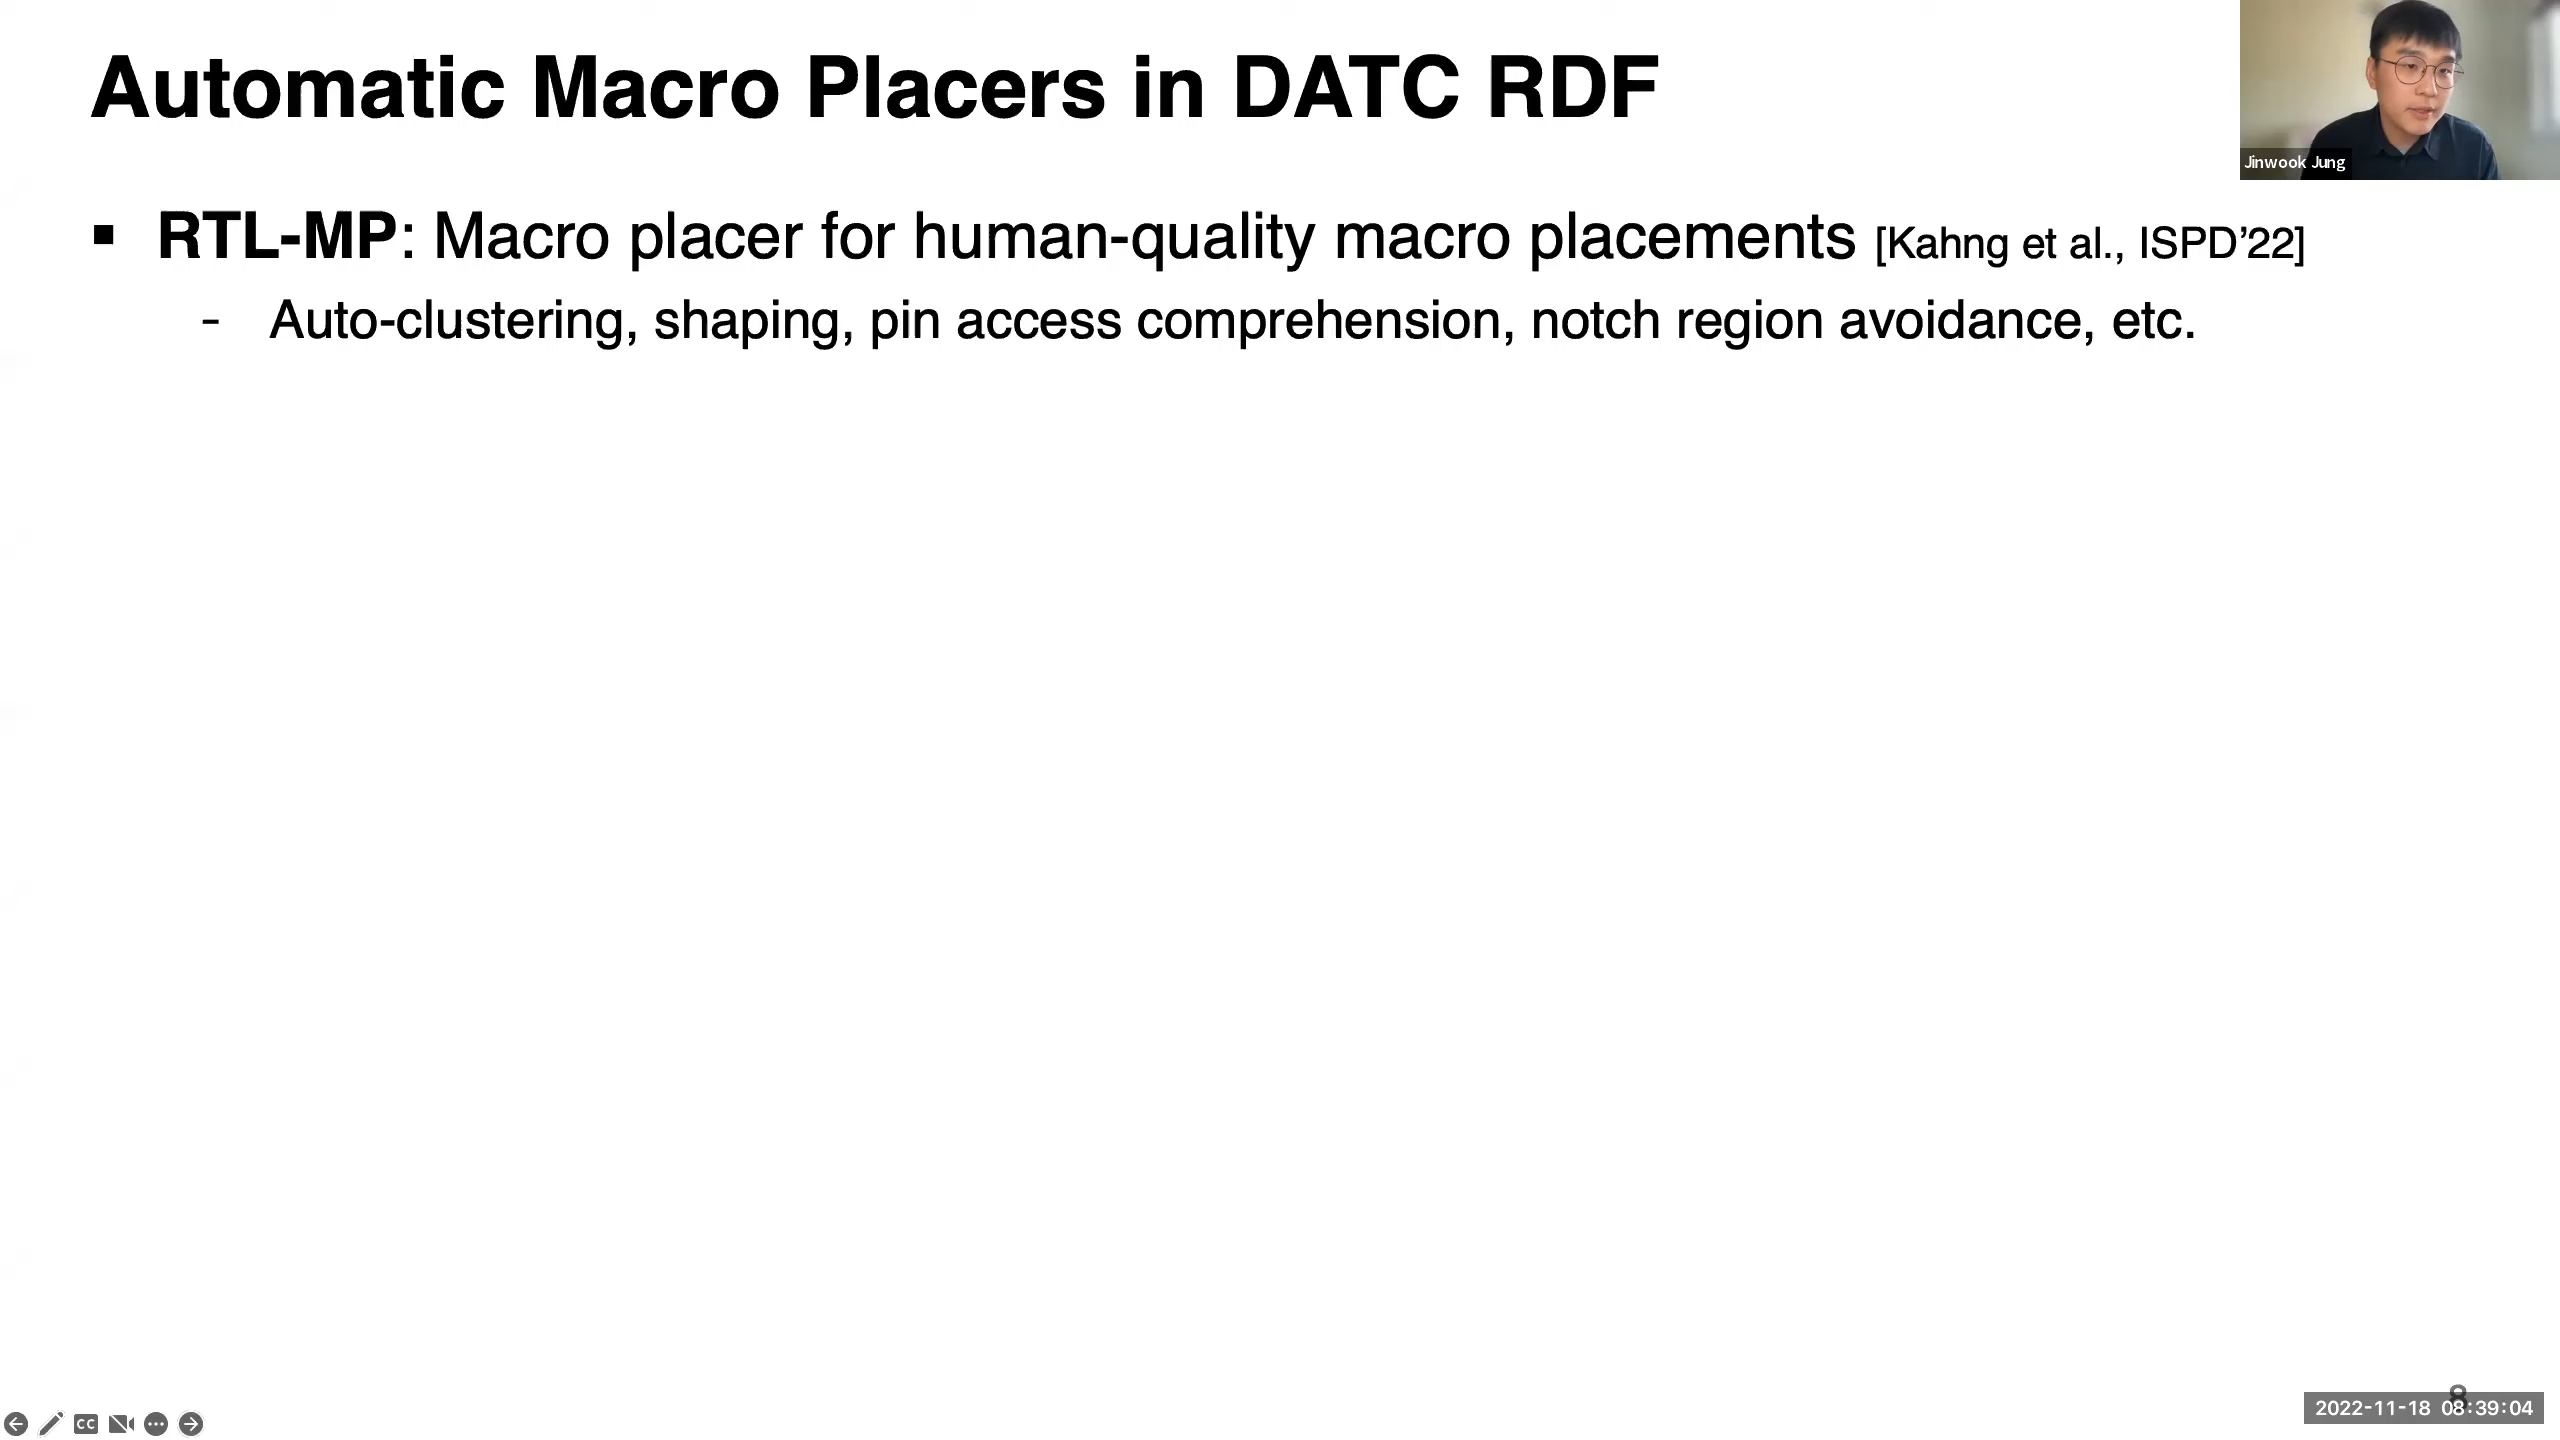 Automatic Macro Placers in DATC RDF
Jinwook Jung
▪ RTL-MP: Macro placer for human-quality macro placements [Kahng et al., ISPD’22]
- Auto-clustering, shaping, pin access comprehension, notch region avoidance, etc.
CC
8
2022-11-18 08:39:04